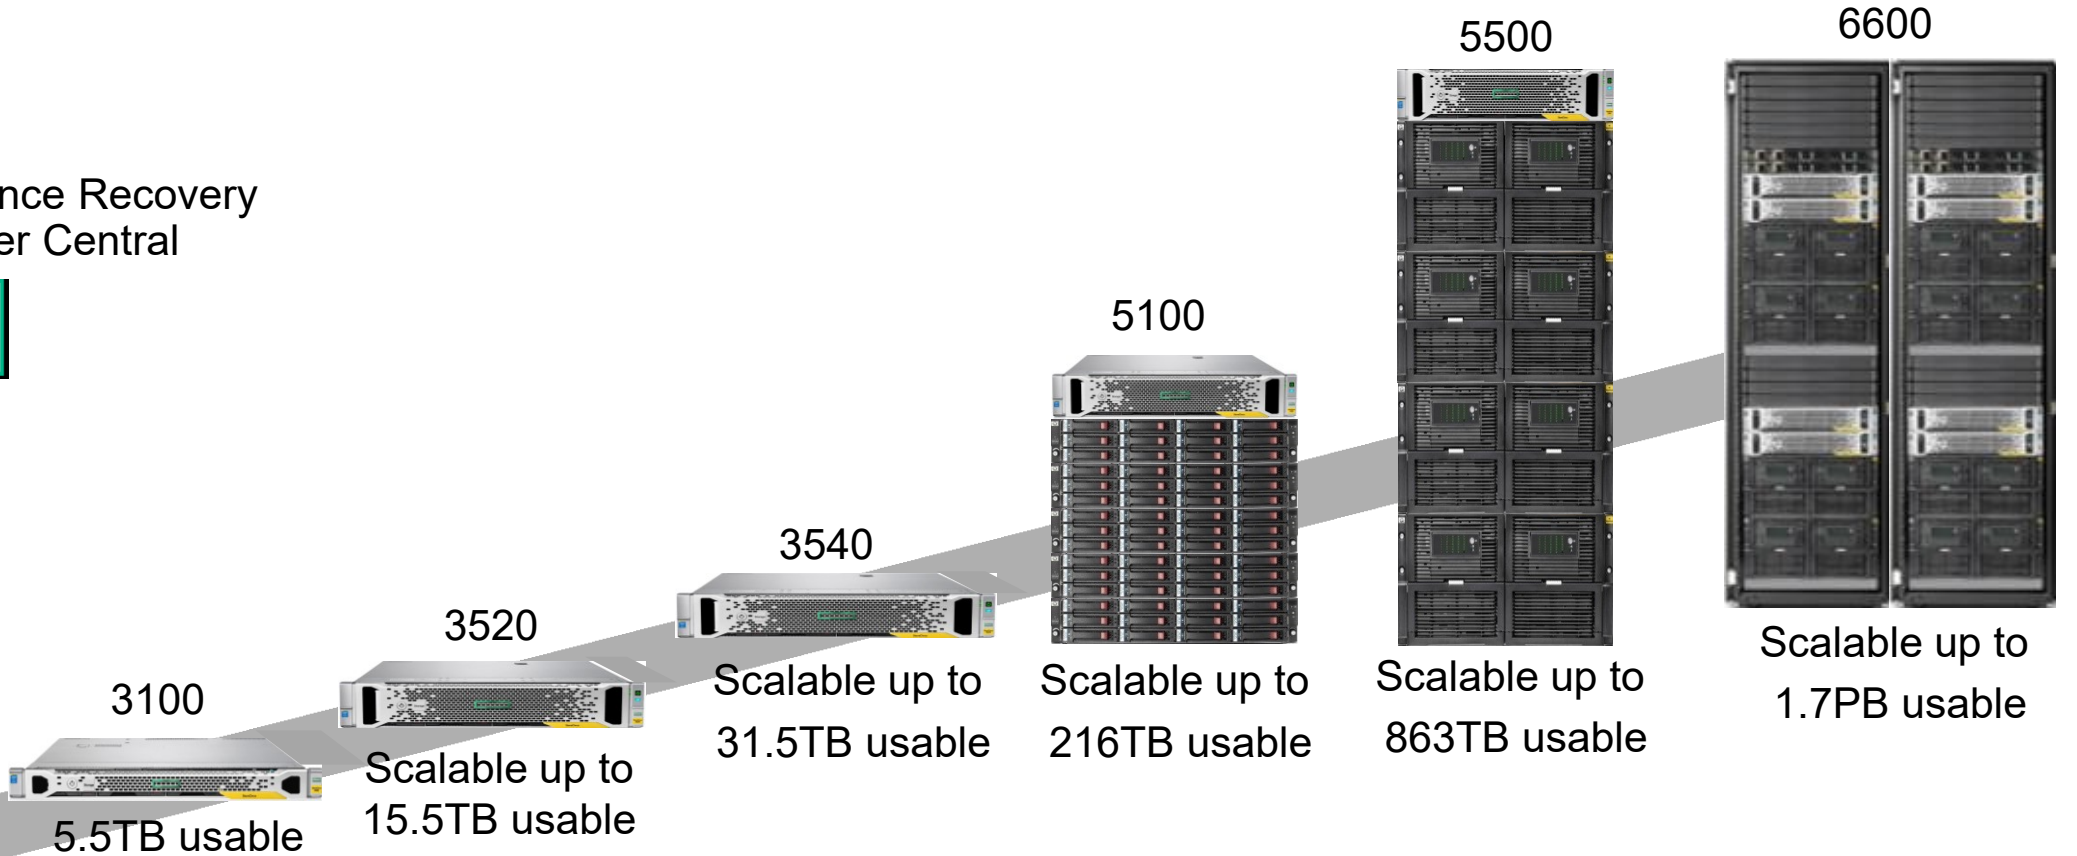 nce Recovery
er Central
3100
5.5TB usable
3520
Scalable up to
15.5TB usable
3540
Scalable up to
31.5TB usable
5100
Scalable up to
216TB usable
5500
Scalable up to
863TB usable
6600
Scalable up to
1.7PB usable